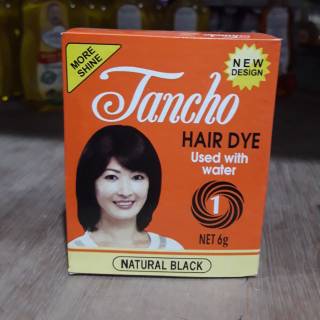 MORE
SHINE
NEW
DESIGN
Tancho
HAIR DYE
Used with
water
1
NET 6g
NATURAL BLACK